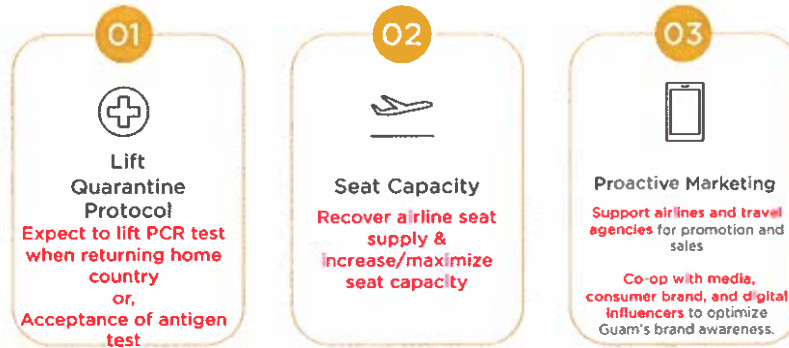 01
Lift
Quarantine
Protocol
Expect to lift PCR test
when returning home
country
or,
Acceptance of antigen
test
02
Seat Capacity
Recover airline seat
supply &
increase/maximize
seat capacity
03
Proactive Marketing
Support airlines and travel
agencies for promotion and
sales
Co-op with media,
consumer brand, and digital
influencers to optimize
Guam's brand awareness.